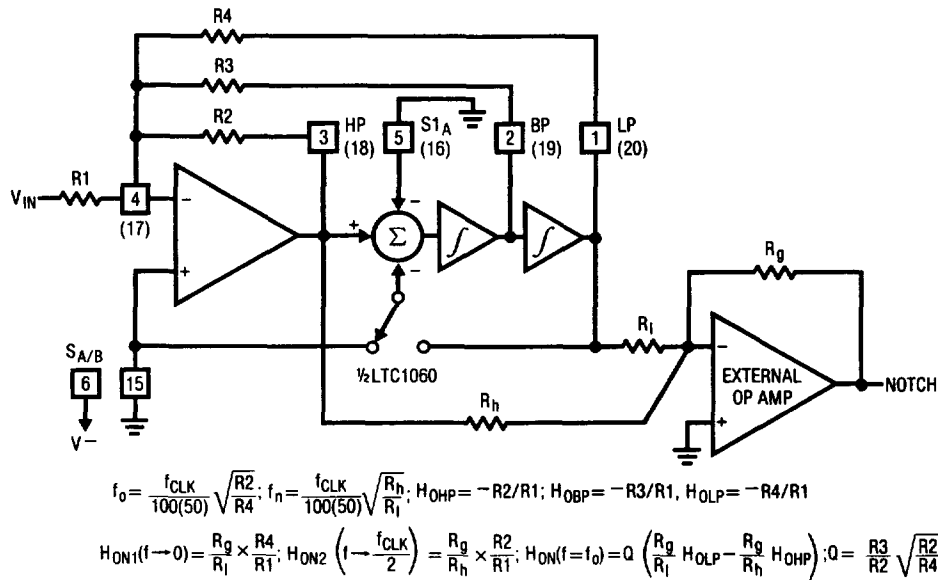 R4
R3
R2
3 HP (18)
5 S1A (16)
2 BP (19)
1 LP (20)
R1
VIN
4
(17)
−
+
+ Σ −
−
∫
∫
Rg
Rl
−
EXTERNAL OP AMP
+
NOTCH
SA/B
6
15
V−
½LTC1060
Rh
fo = fCLK/100(50) √(R2/R4); fn = fCLK/100(50) √(Rh/Rl); HOHP = −R2/R1; HOBP = −R3/R1, HOLP = −R4/R1
HON1(f→0) = Rg/Rl × R4/R1; HON2 (f→ fCLK/2) = Rg/Rh × R2/R1; HON(f=fo) = Q (Rg/Rl HOLP − Rg/Rh HOHP); Q = R3/R2 √(R2/R4)